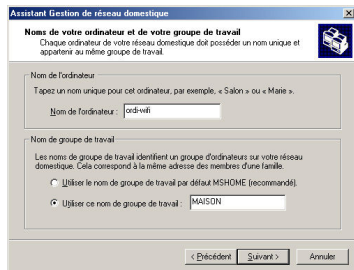 Assistant Gestion de réseau domestique
Noms de votre ordinateur et de votre groupe de travail
Chaque ordinateur de votre réseau domestique doit posséder un nom unique et
appartenir au même groupe de travail.
Nom de l'ordinateur
Tapez un nom unique pour cet ordinateur, par exemple, « Salon » ou « Marie ».
Nom de l'ordinateur :
ordi-wifi
Nom de groupe de travail
Les noms de groupe de travail identifient un groupe d'ordinateurs sur votre réseau
domestique. Cela correspond à la même adresse des membres d'une famille.
Utiliser le nom de groupe de travail par défaut MSHOME (recommandé).
Utiliser ce nom de groupe de travail :
MAISON
< Précédent
Suivant >
Annuler